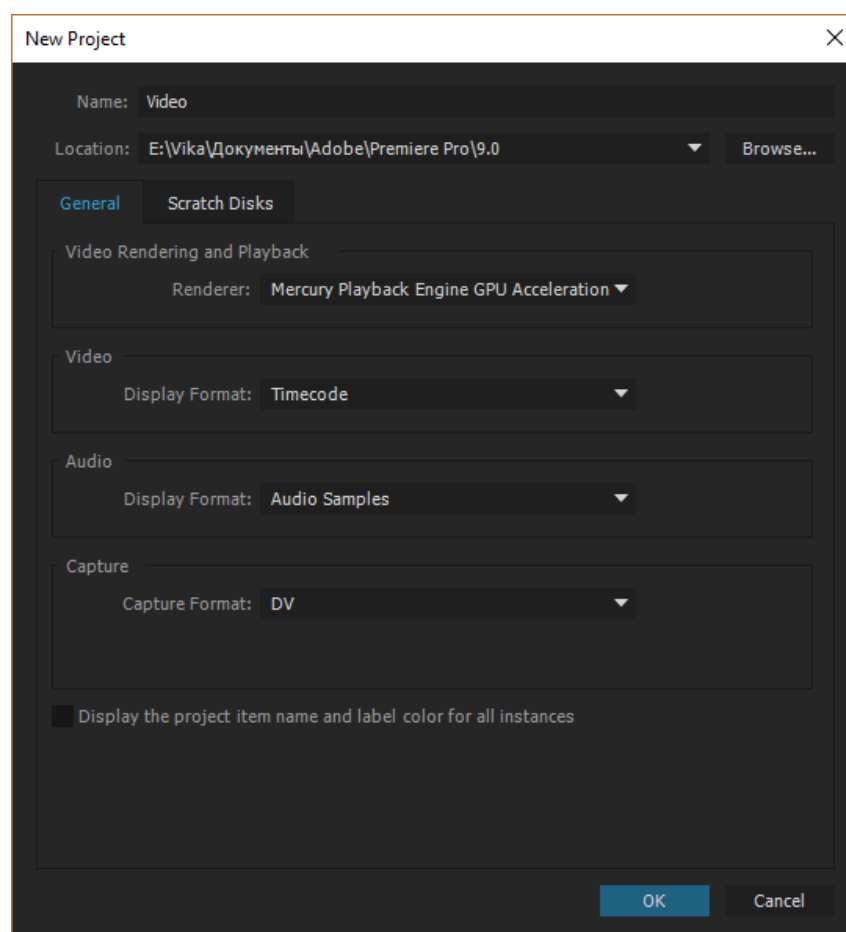 New Project
Name: Video
Location: E:\Vika\Документы\Adobe\Premiere Pro\9.0 Browse...
General Scratch Disks
Video Rendering and Playback
Renderer: Mercury Playback Engine GPU Acceleration
Video
Display Format: Timecode
Audio
Display Format: Audio Samples
Capture
Capture Format: DV
Display the project item name and label color for all instances
OK Cancel